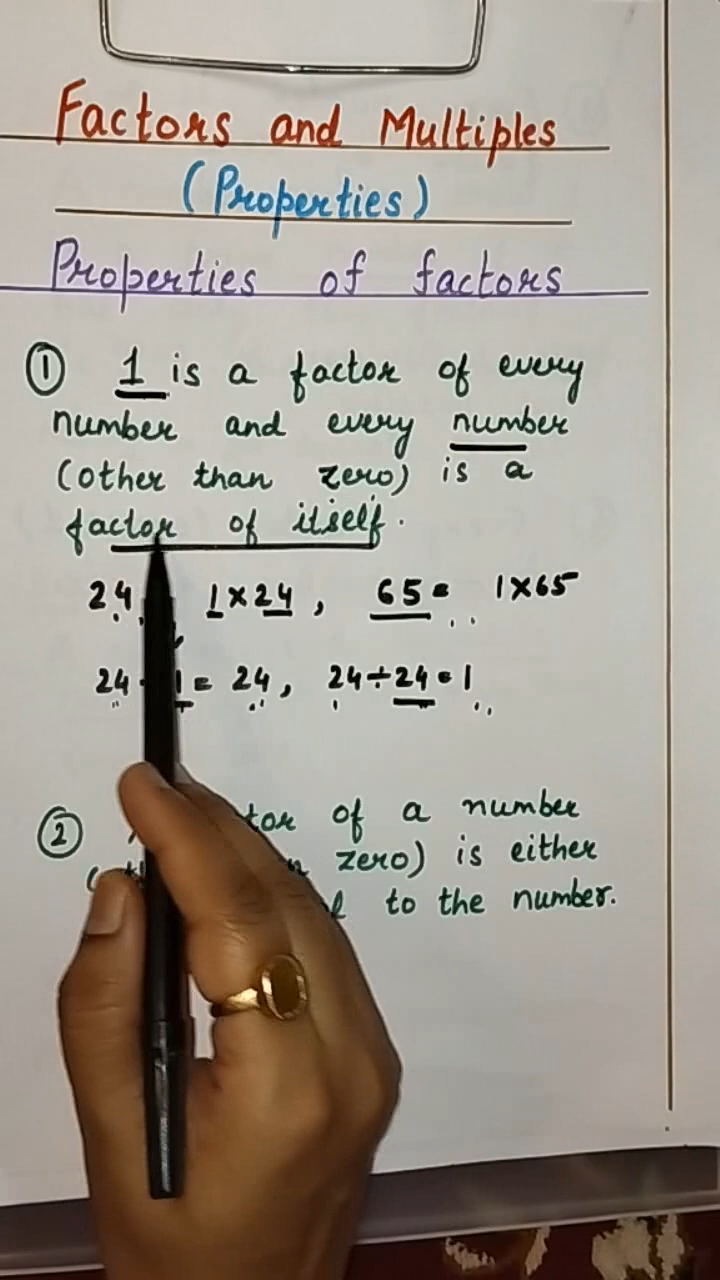 Factors and Multiples
(Properties)
Properties of factors
① 1 is a factor of every
number and every number
(other than zero) is a
factor of itself.
24 1×24, 65= 1×65
24 1= 24, 24÷24=1
② of a number
zero) is either
to the number.